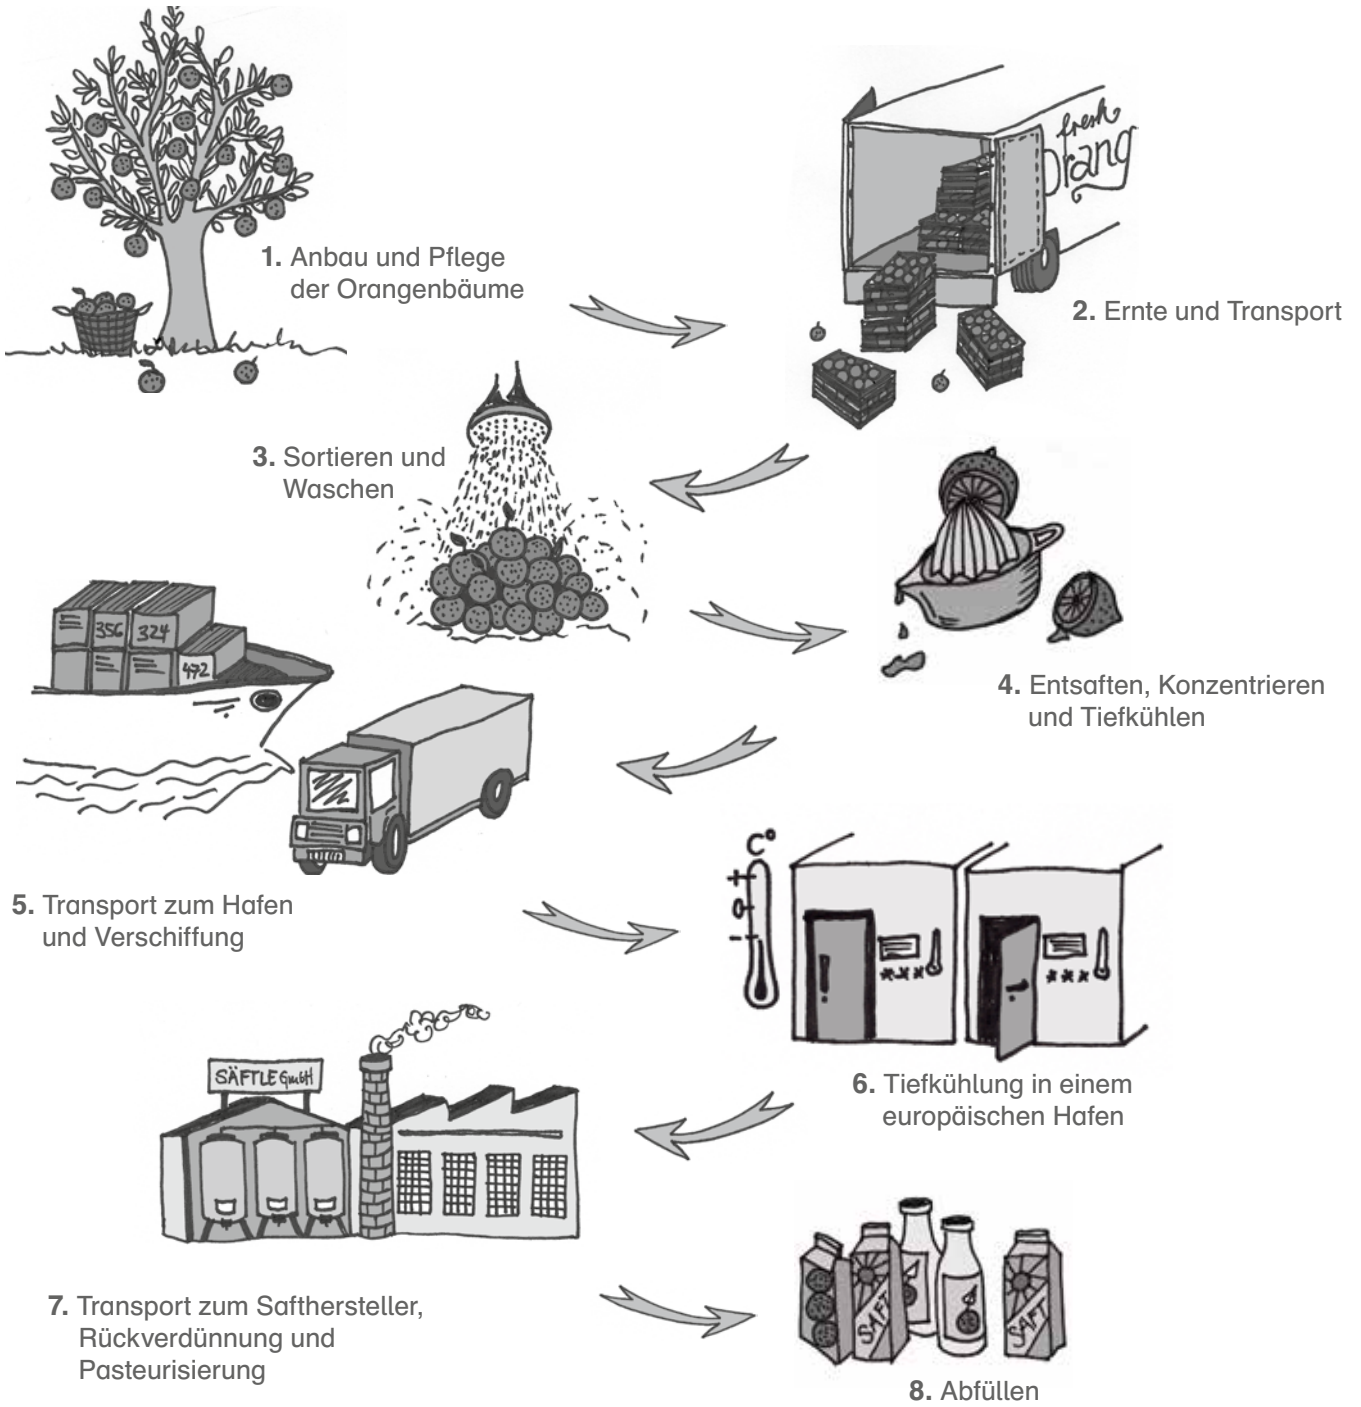 fresh
Orang
1. Anbau und Pflege
der Orangenbäume
2. Ernte und Transport
3. Sortieren und
Waschen
4. Entsaften, Konzentrieren
und Tiefkühlen
356
324
472
5. Transport zum Hafen
und Verschiffung
C°
+
0
-
6. Tiefkühlung in einem
europäischen Hafen
SÄFTLE GmbH
7. Transport zum Safthersteller,
Rückverdünnung und
Pasteurisierung
SAFT
SAFT
8. Abfüllen